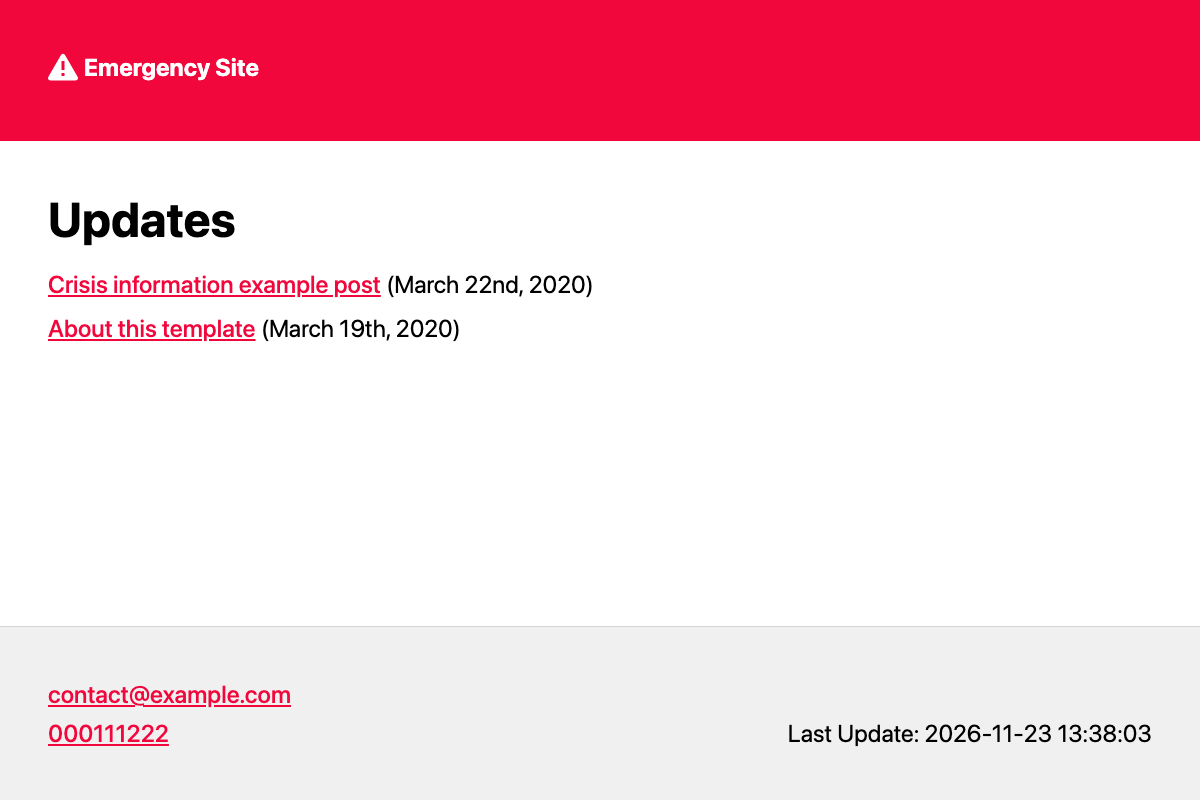 Emergency Site
Updates
Crisis information example post (March 22nd, 2020)
About this template (March 19th, 2020)
contact@example.com
000111222
Last Update: 2026-11-23 13:38:03